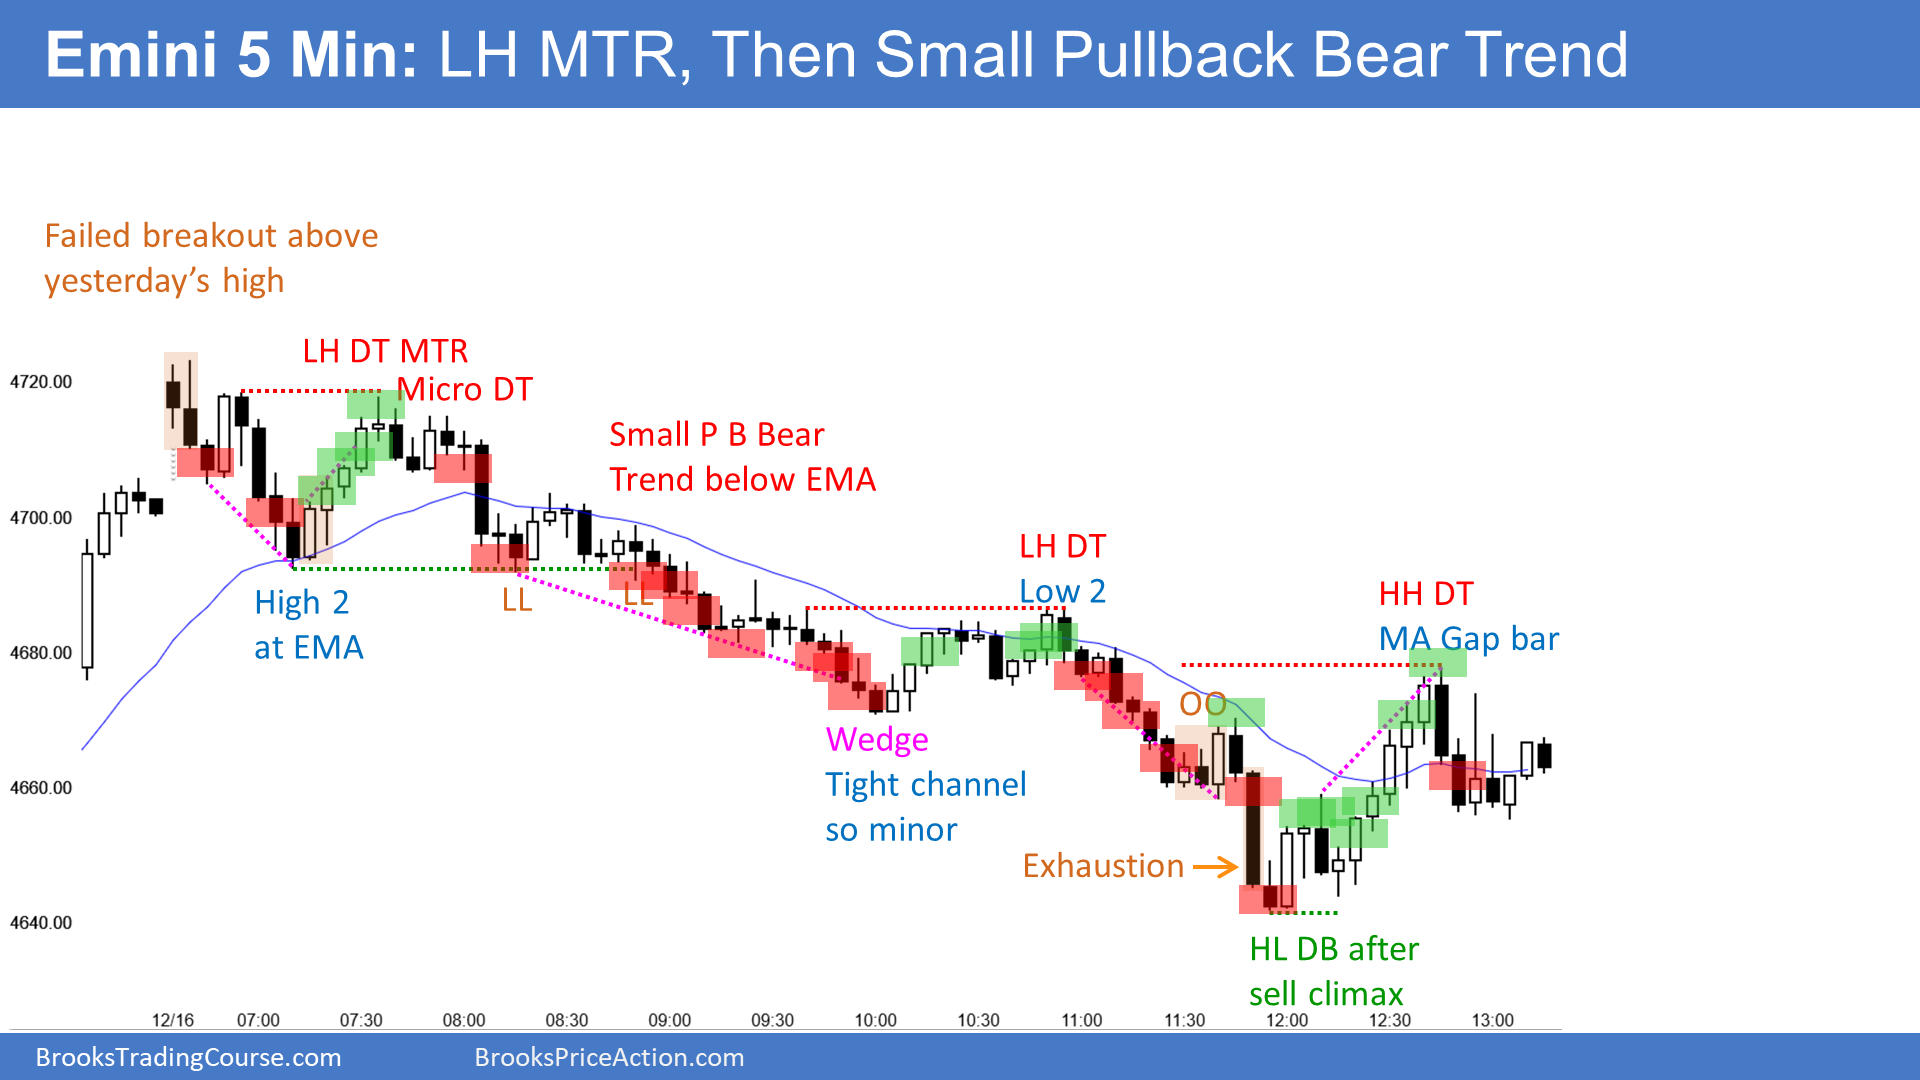 Emini 5 Min: LH MTR, Then Small Pullback Bear Trend
Failed breakout above
yesterday's high
LH DT MTR
Micro DT
4720.00
Small P B Bear
Trend below EMA
4700.00
LH DT
Low 2
High 2
at EMA
LL
LL
HH DT
MA Gap bar
4680.00
OO
Wedge
Tight channel
so minor
4660.00
Exhaustion
4640.00
HL DB after
sell climax
12/16 07:00 07:30 08:00 08:30 09:00 09:30 10:00 10:30 11:00 11:30 12:00 12:30 13:00
BrooksTradingCourse.com BrooksPriceAction.com